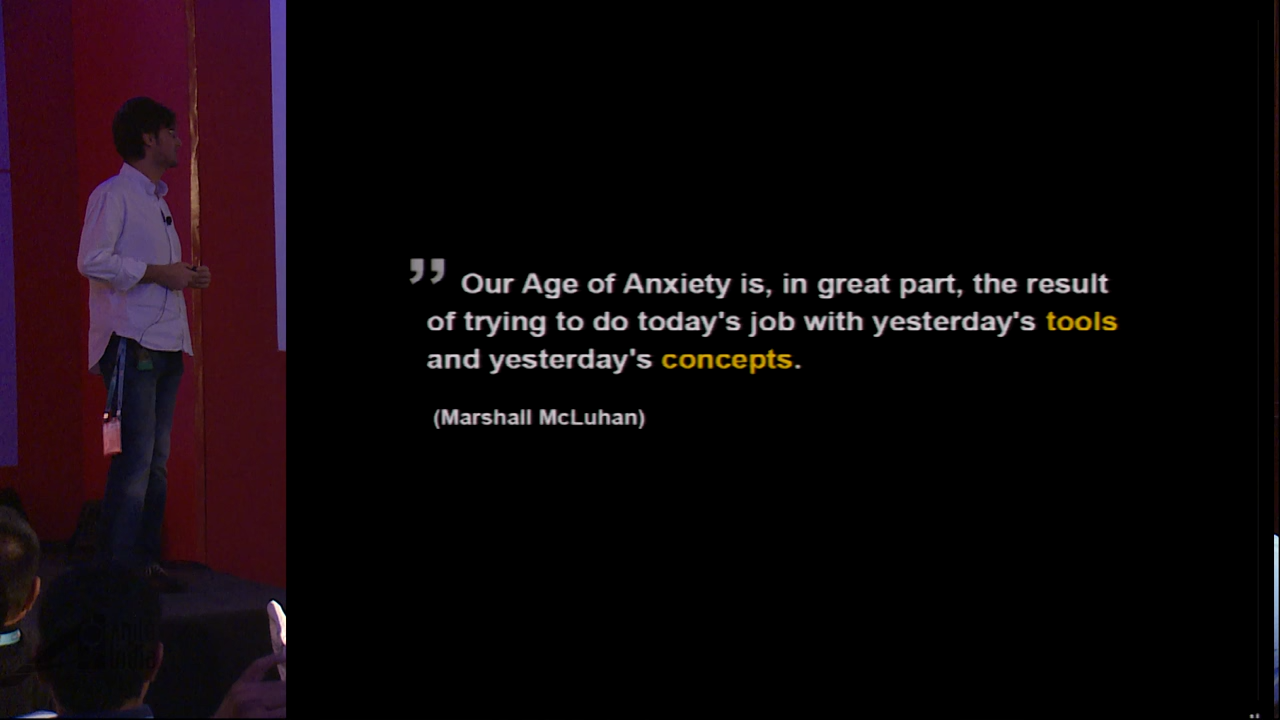 ” Our Age of Anxiety is, in great part, the result
of trying to do today's job with yesterday's tools
and yesterday's concepts.
(Marshall McLuhan)